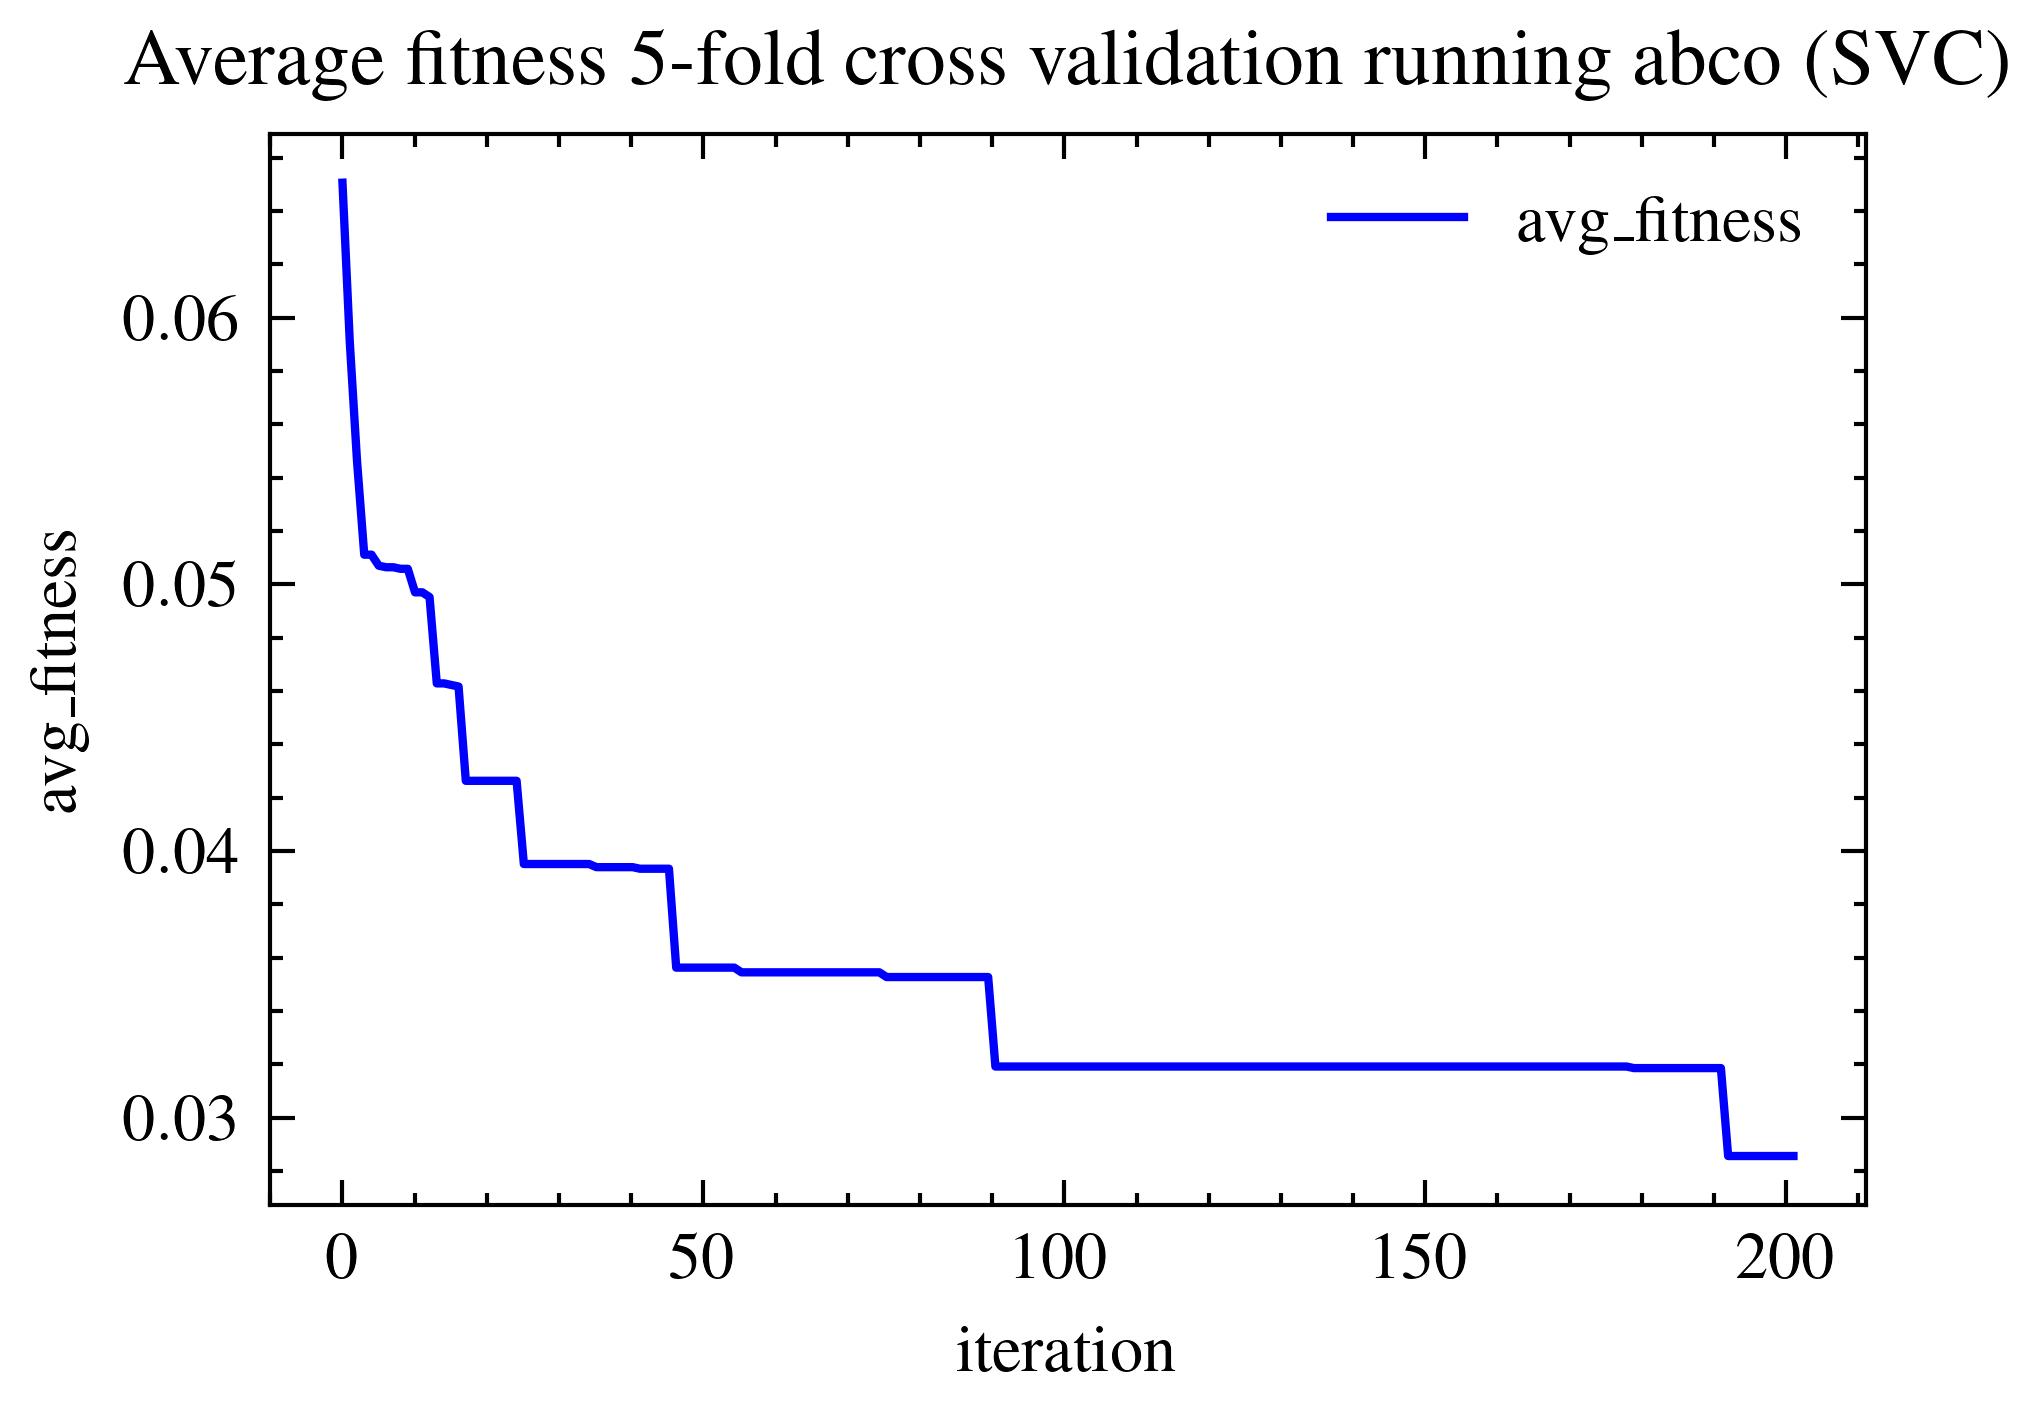 Average fitness 5-fold cross validation running abco (SVC)
avg_fitness
0.06
0.05
0.04
0.03
avg_fitness
0 50 100 150 200
iteration